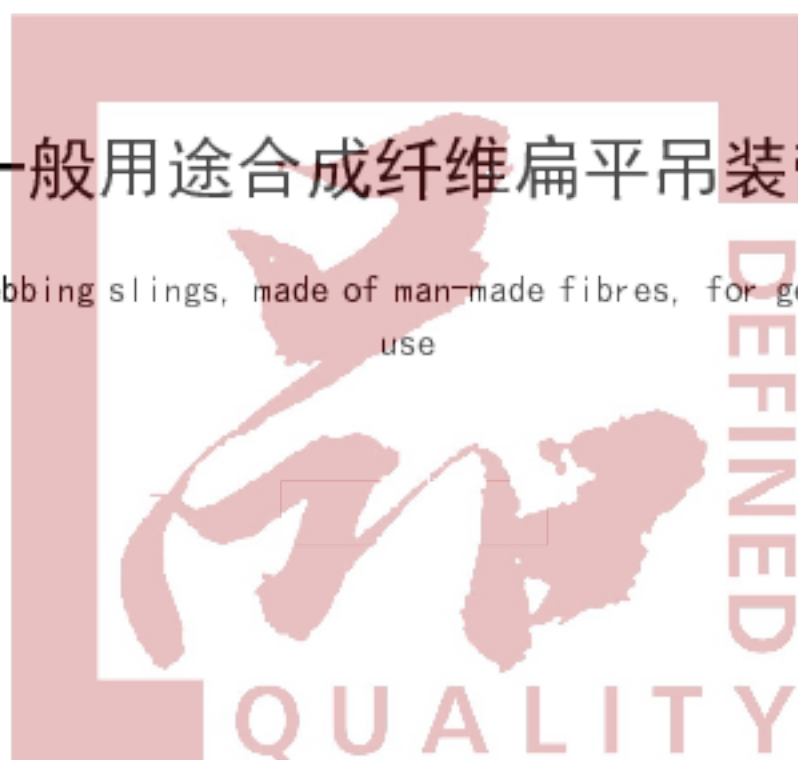 一般用途合成纤维扁平吊装
bbing slings, made of man-made fibres, for g
use
DEFINED
QUALITY